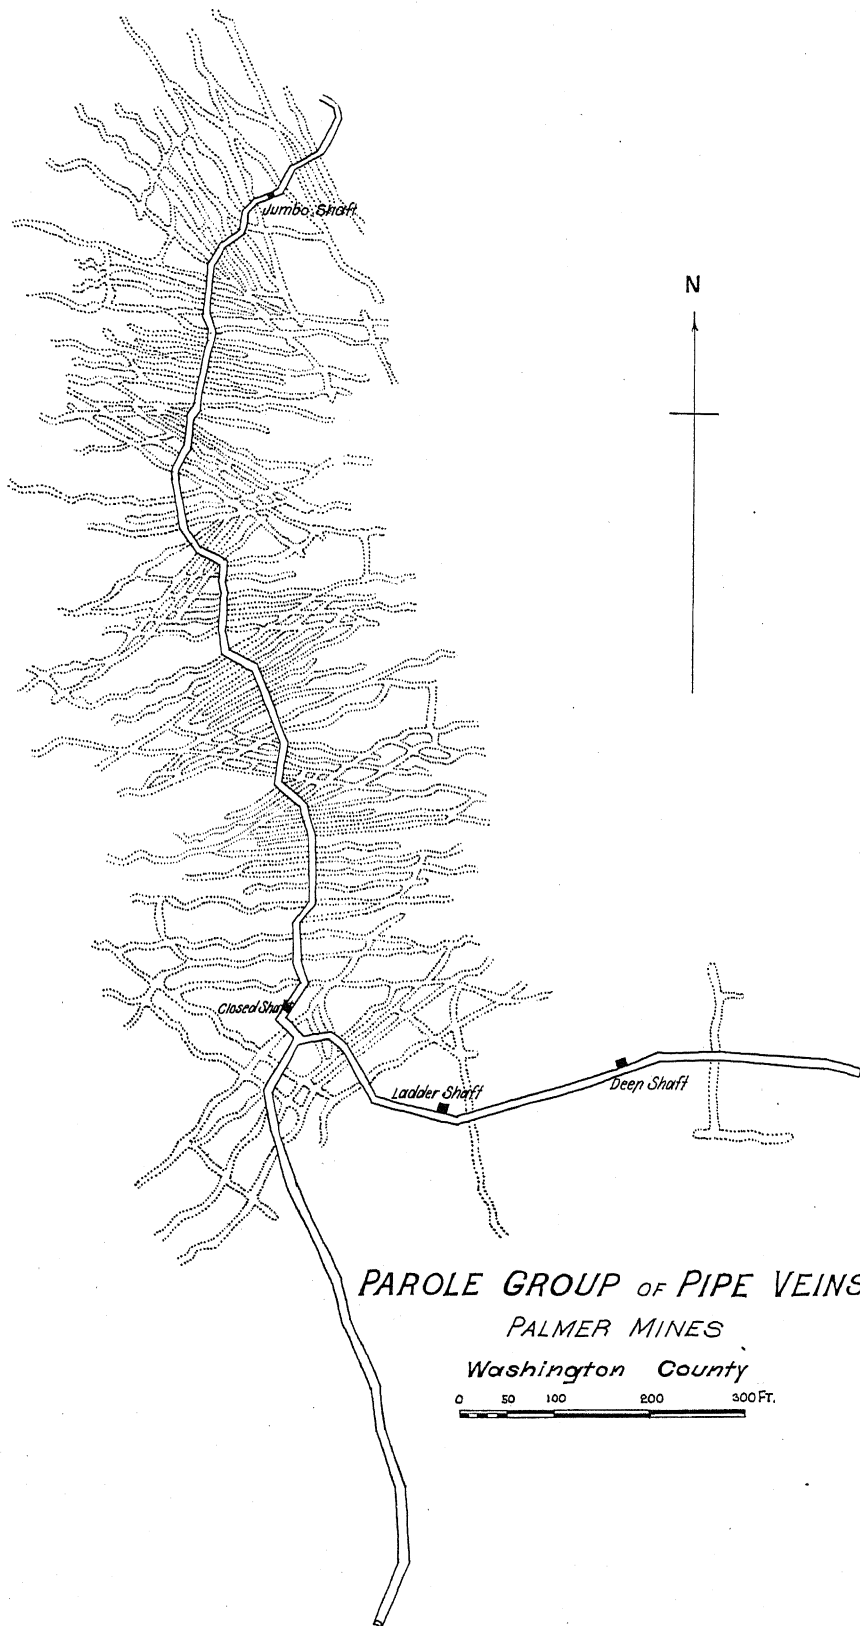 Jumbo Shaft
N
Closed Shaft
Ladder Shaft
Deep Shaft
PAROLE GROUP OF PIPE VEINS
PALMER MINES
Washington County
0 50 100 200 300 FT.